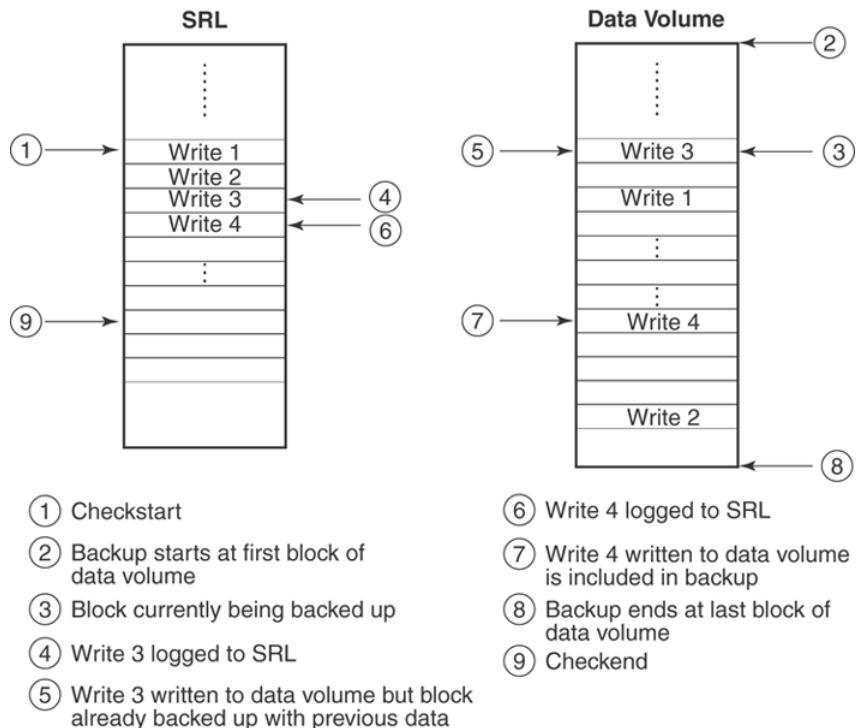 SRL
Data Volume
2
1
Write 1
5
Write 3
3
Write 2
Write 3
4
Write 1
Write 4
6
9
7
Write 4
Write 2
8
1 Checkstart
2 Backup starts at first block of
data volume
3 Block currently being backed up
4 Write 3 logged to SRL
5 Write 3 written to data volume but block
already backed up with previous data
6 Write 4 logged to SRL
7 Write 4 written to data volume
is included in backup
8 Backup ends at last block of
data volume
9 Checkend